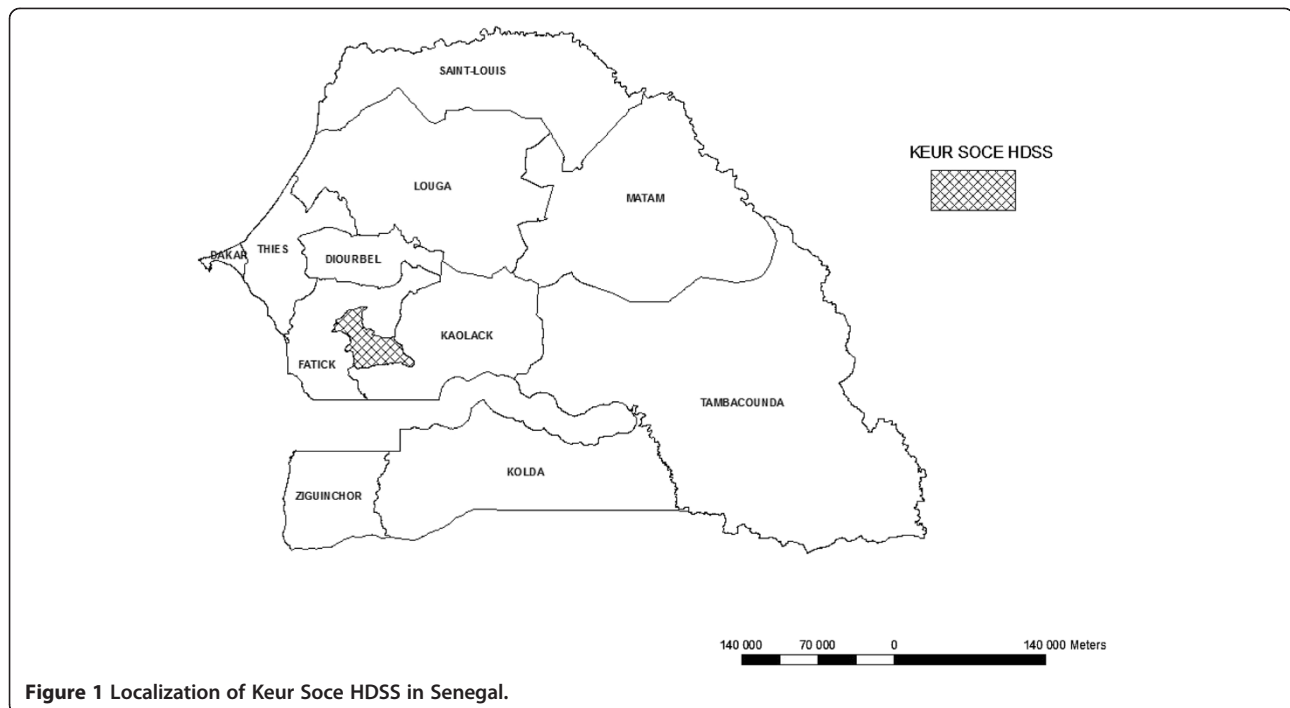 SAINT-LOUIS
KEUR SOCE HDSS
LOUGA
MATAM
DAKAR
THIES
DIOURBEL
KAOLACK
FATICK
TAMBACOUNDA
KOLDA
ZIGUINCHOR
140 000 70 000 0 140 000 Meters
Figure 1 Localization of Keur Soce HDSS in Senegal.